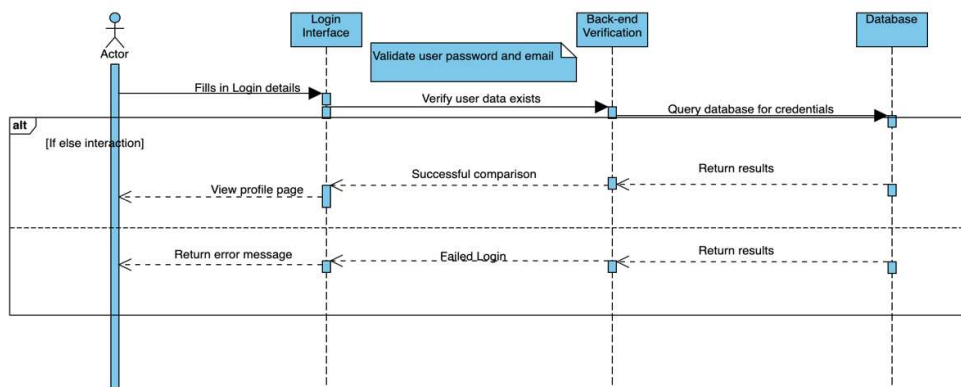 Login
Interface
Back-end
Verification
Database
Actor
Validate user password and email
Fills in Login details
Verify user data exists
Query database for credentials
alt
[If else interaction]
Successful comparison
Return results
View profile page
Return error message
Failed Login
Return results